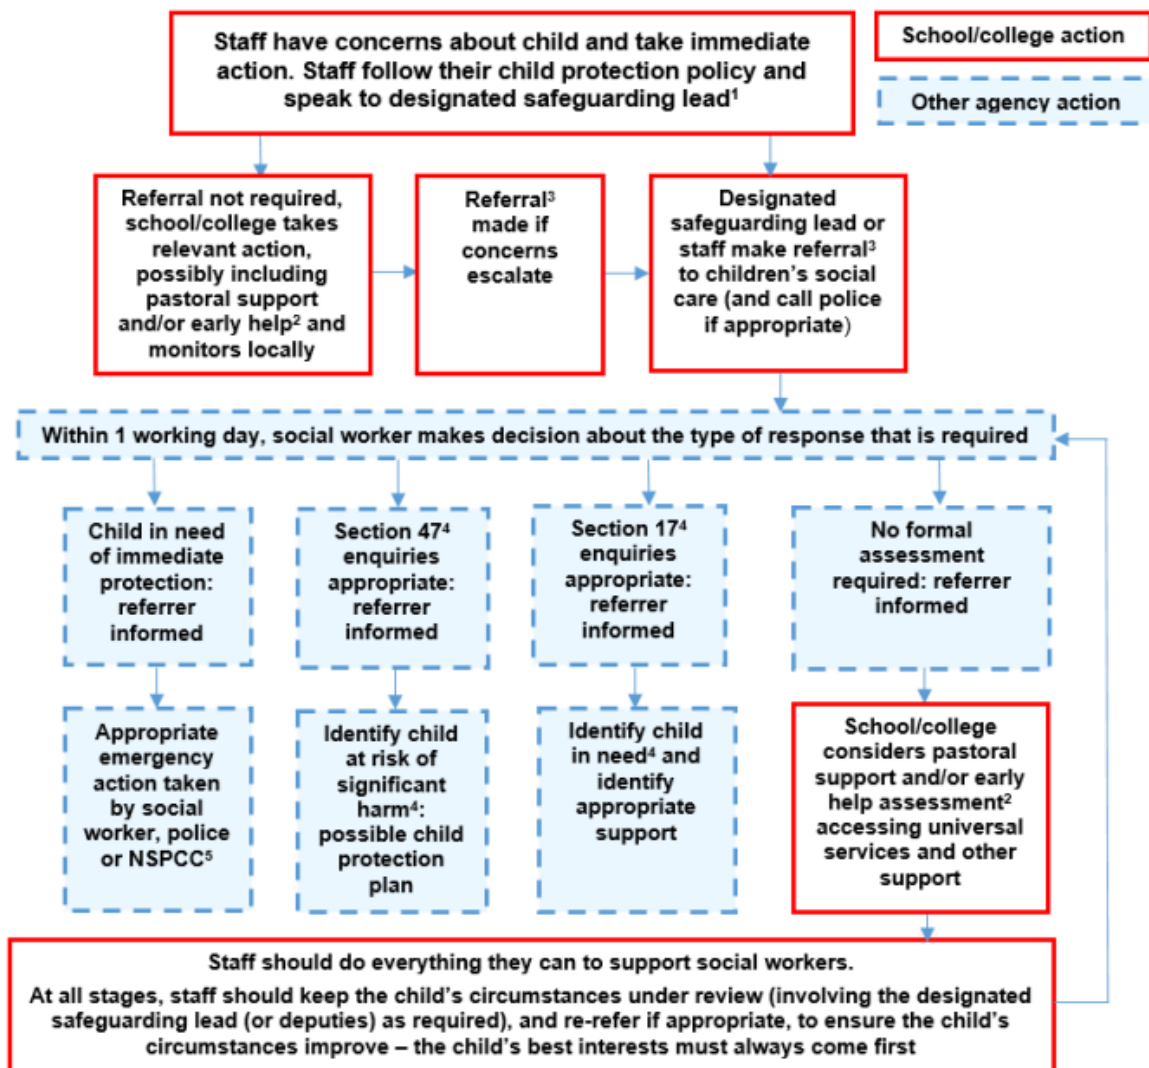 Staff have concerns about child and take immediate
action. Staff follow their child protection policy and
speak to designated safeguarding lead¹
School/college action
Other agency action
Referral not required,
school/college takes
relevant action,
possibly including
pastoral support
and/or early help² and
monitors locally
Referral³
made if
concerns
escalate
Designated
safeguarding lead or
staff make referral³
to children’s social
care (and call police
if appropriate)
Within 1 working day, social worker makes decision about the type of response that is required
Child in need
of immediate
protection:
referrer
informed
Section 47⁴
enquiries
appropriate:
referrer
informed
Section 17⁴
enquiries
appropriate:
referrer
informed
No formal
assessment
required: referrer
informed
Appropriate
emergency
action taken
by social
worker, police
or NSPCC⁵
Identify child
at risk of
significant
harm⁴:
possible child
protection
plan
Identify child
in need⁴ and
identify
appropriate
support
School/college
considers pastoral
support and/or early
help assessment²
accessing universal
services and other
support
Staff should do everything they can to support social workers.
At all stages, staff should keep the child’s circumstances under review (involving the designated
safeguarding lead (or deputies) as required), and re-refer if appropriate, to ensure the child’s
circumstances improve – the child’s best interests must always come first